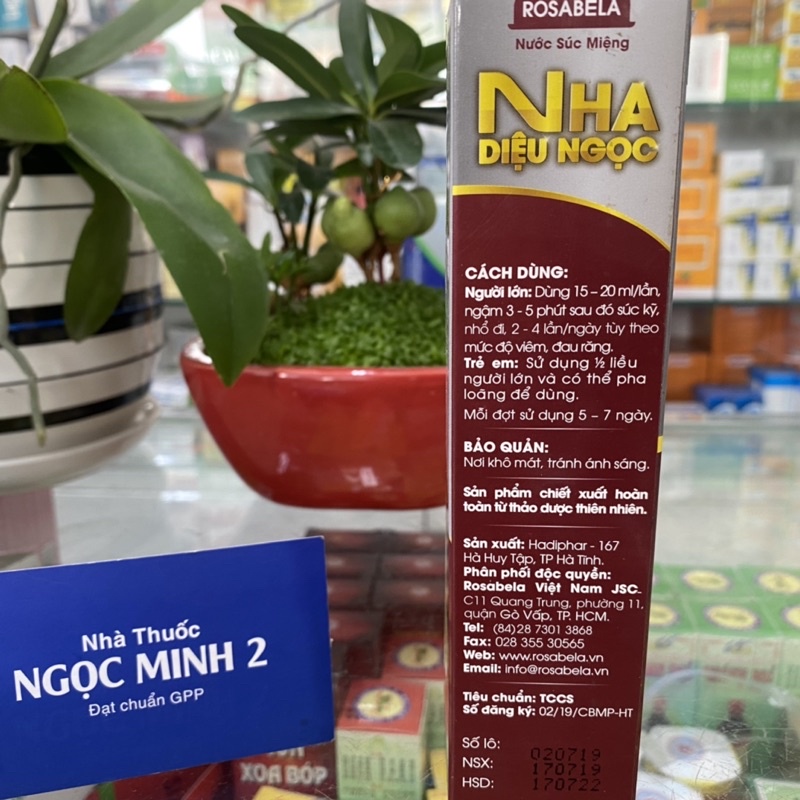 ROSABELA
Nước Súc Miệng
NHA
DIỆU NGỌC
CÁCH DÙNG:
Người lớn: Dùng 15 – 20 ml/lần,
ngậm 3 - 5 phút sau đó súc kỹ,
nhổ đi, 2 - 4 lần/ngày tùy theo
mức độ viêm, đau răng.
Trẻ em: Sử dụng ½ liều
người lớn và có thể pha
loãng để dùng.
Mỗi đợt sử dụng 5 – 7 ngày.
BẢO QUẢN:
Nơi khô mát, tránh ánh sáng.
Sản phẩm chiết xuất hoàn
toàn từ thảo dược thiên nhiên.
Sản xuất: Hadiphar - 167
Hà Huy Tập, TP Hà Tĩnh.
Phân phối độc quyền:
Rosabela Việt Nam JSC.
C11 Quang Trung, phường 11,
quận Gò Vấp, TP. HCM.
Tel: (84)28 7301 3868
Fax: 028 355 30565
Web: www.rosabela.vn
Email: info@rosabela.vn
Tiêu chuẩn: TCCS
Số đăng ký: 02/19/CBMP-HT
Số lô: 020719
NSX: 170719
HSD: 170722
Nhà Thuốc
NGỌC MINH 2
Đạt chuẩn GPP
XOA BÓP